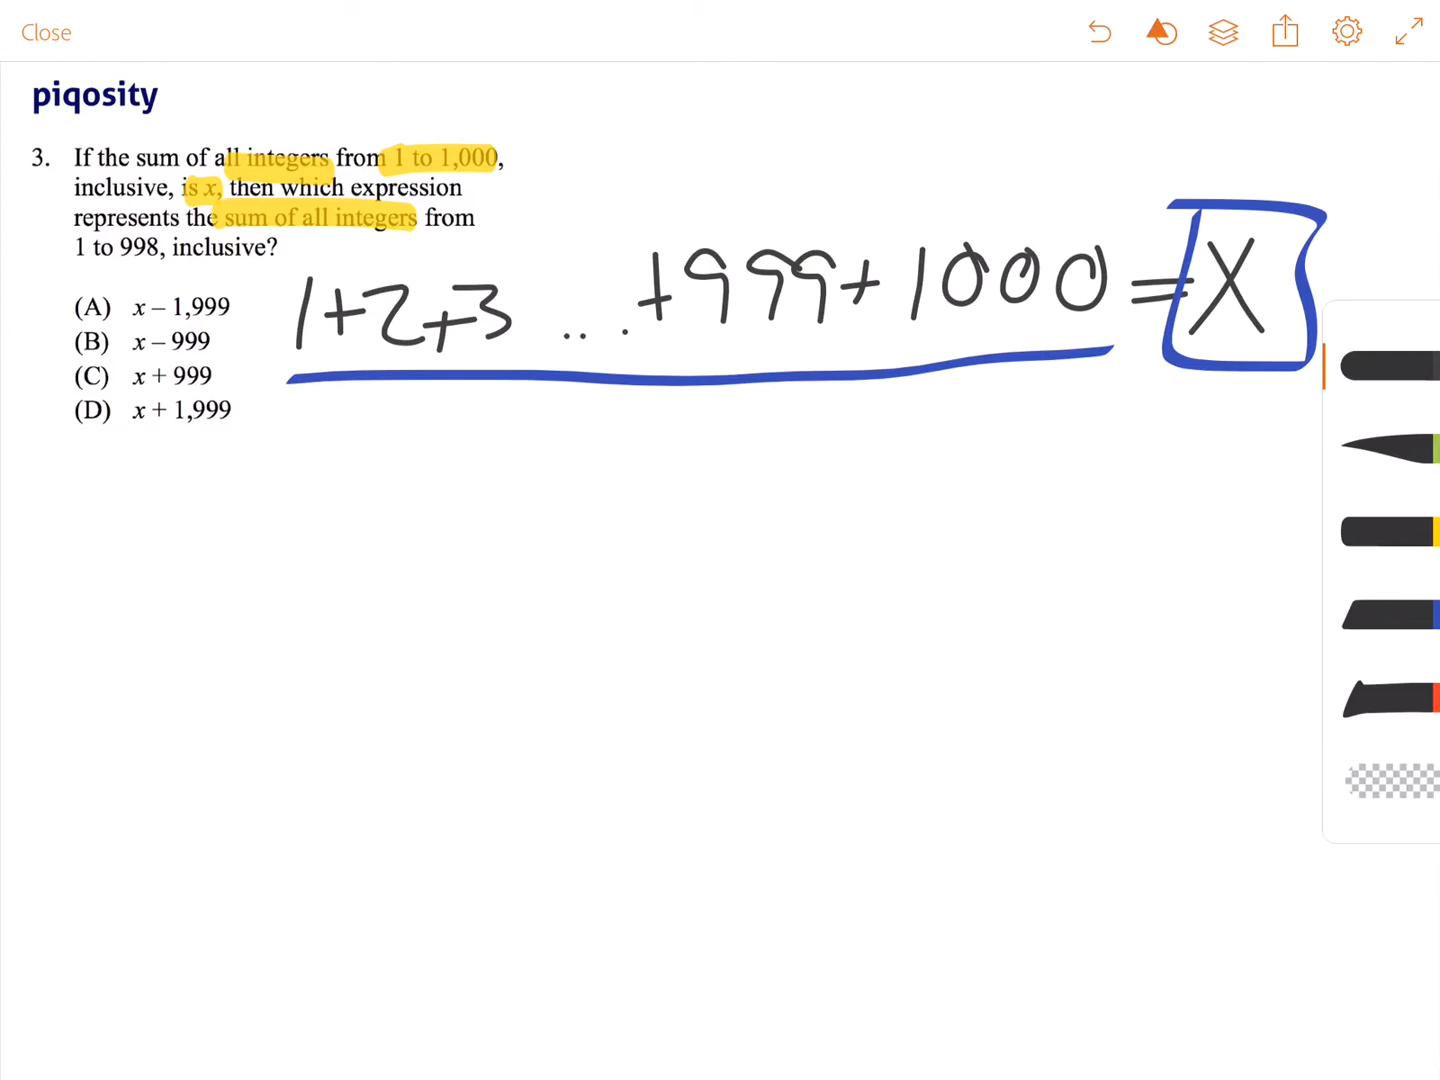 Close
piqosity
3. If the sum of all integers from 1 to 1,000,
inclusive, is x, then which expression
represents the sum of all integers from
1 to 998, inclusive?
(A) x – 1,999
(B) x – 999
(C) x + 999
(D) x + 1,999
1+2+3 .... +999+1000=X